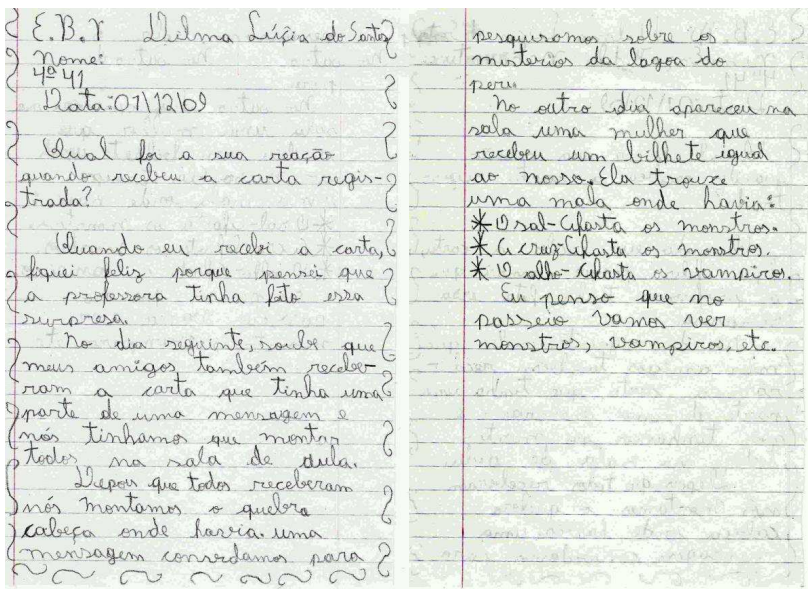 E.B.V Vilma Lúcia do Santos
nome:
4º 41
Data: 01/12/09
Qual foi a sua reação
quando recebeu a carta regis-
trada?
Quando eu recebi a carta,
fiquei feliz porque pensei que
a professora tinha feito essa
surpresa.
No dia seguinte, soube que
meus amigos também recebe-
ram a carta que tinha uma
parte de uma mensagem e
nós tinhamos que montar
todos na sala de aula.
Depois que todos receberam
nós montamos o quebra
cabeça onde havia uma
mensagem para
pesquisamos sobre os
misterios da lagoa do
peru.
No outro dia apareceu na
sala uma mulher que
recebeu um bilhete igual
ao nosso. Ela trouxe
uma mala onde havia:
* O sal-Afasta os monstros.
* A cruz-Afasta os monstros.
* O alho-Afasta os vampiros.
Eu penso que no
passeio vamos ver
monstros, vampiros, etc.